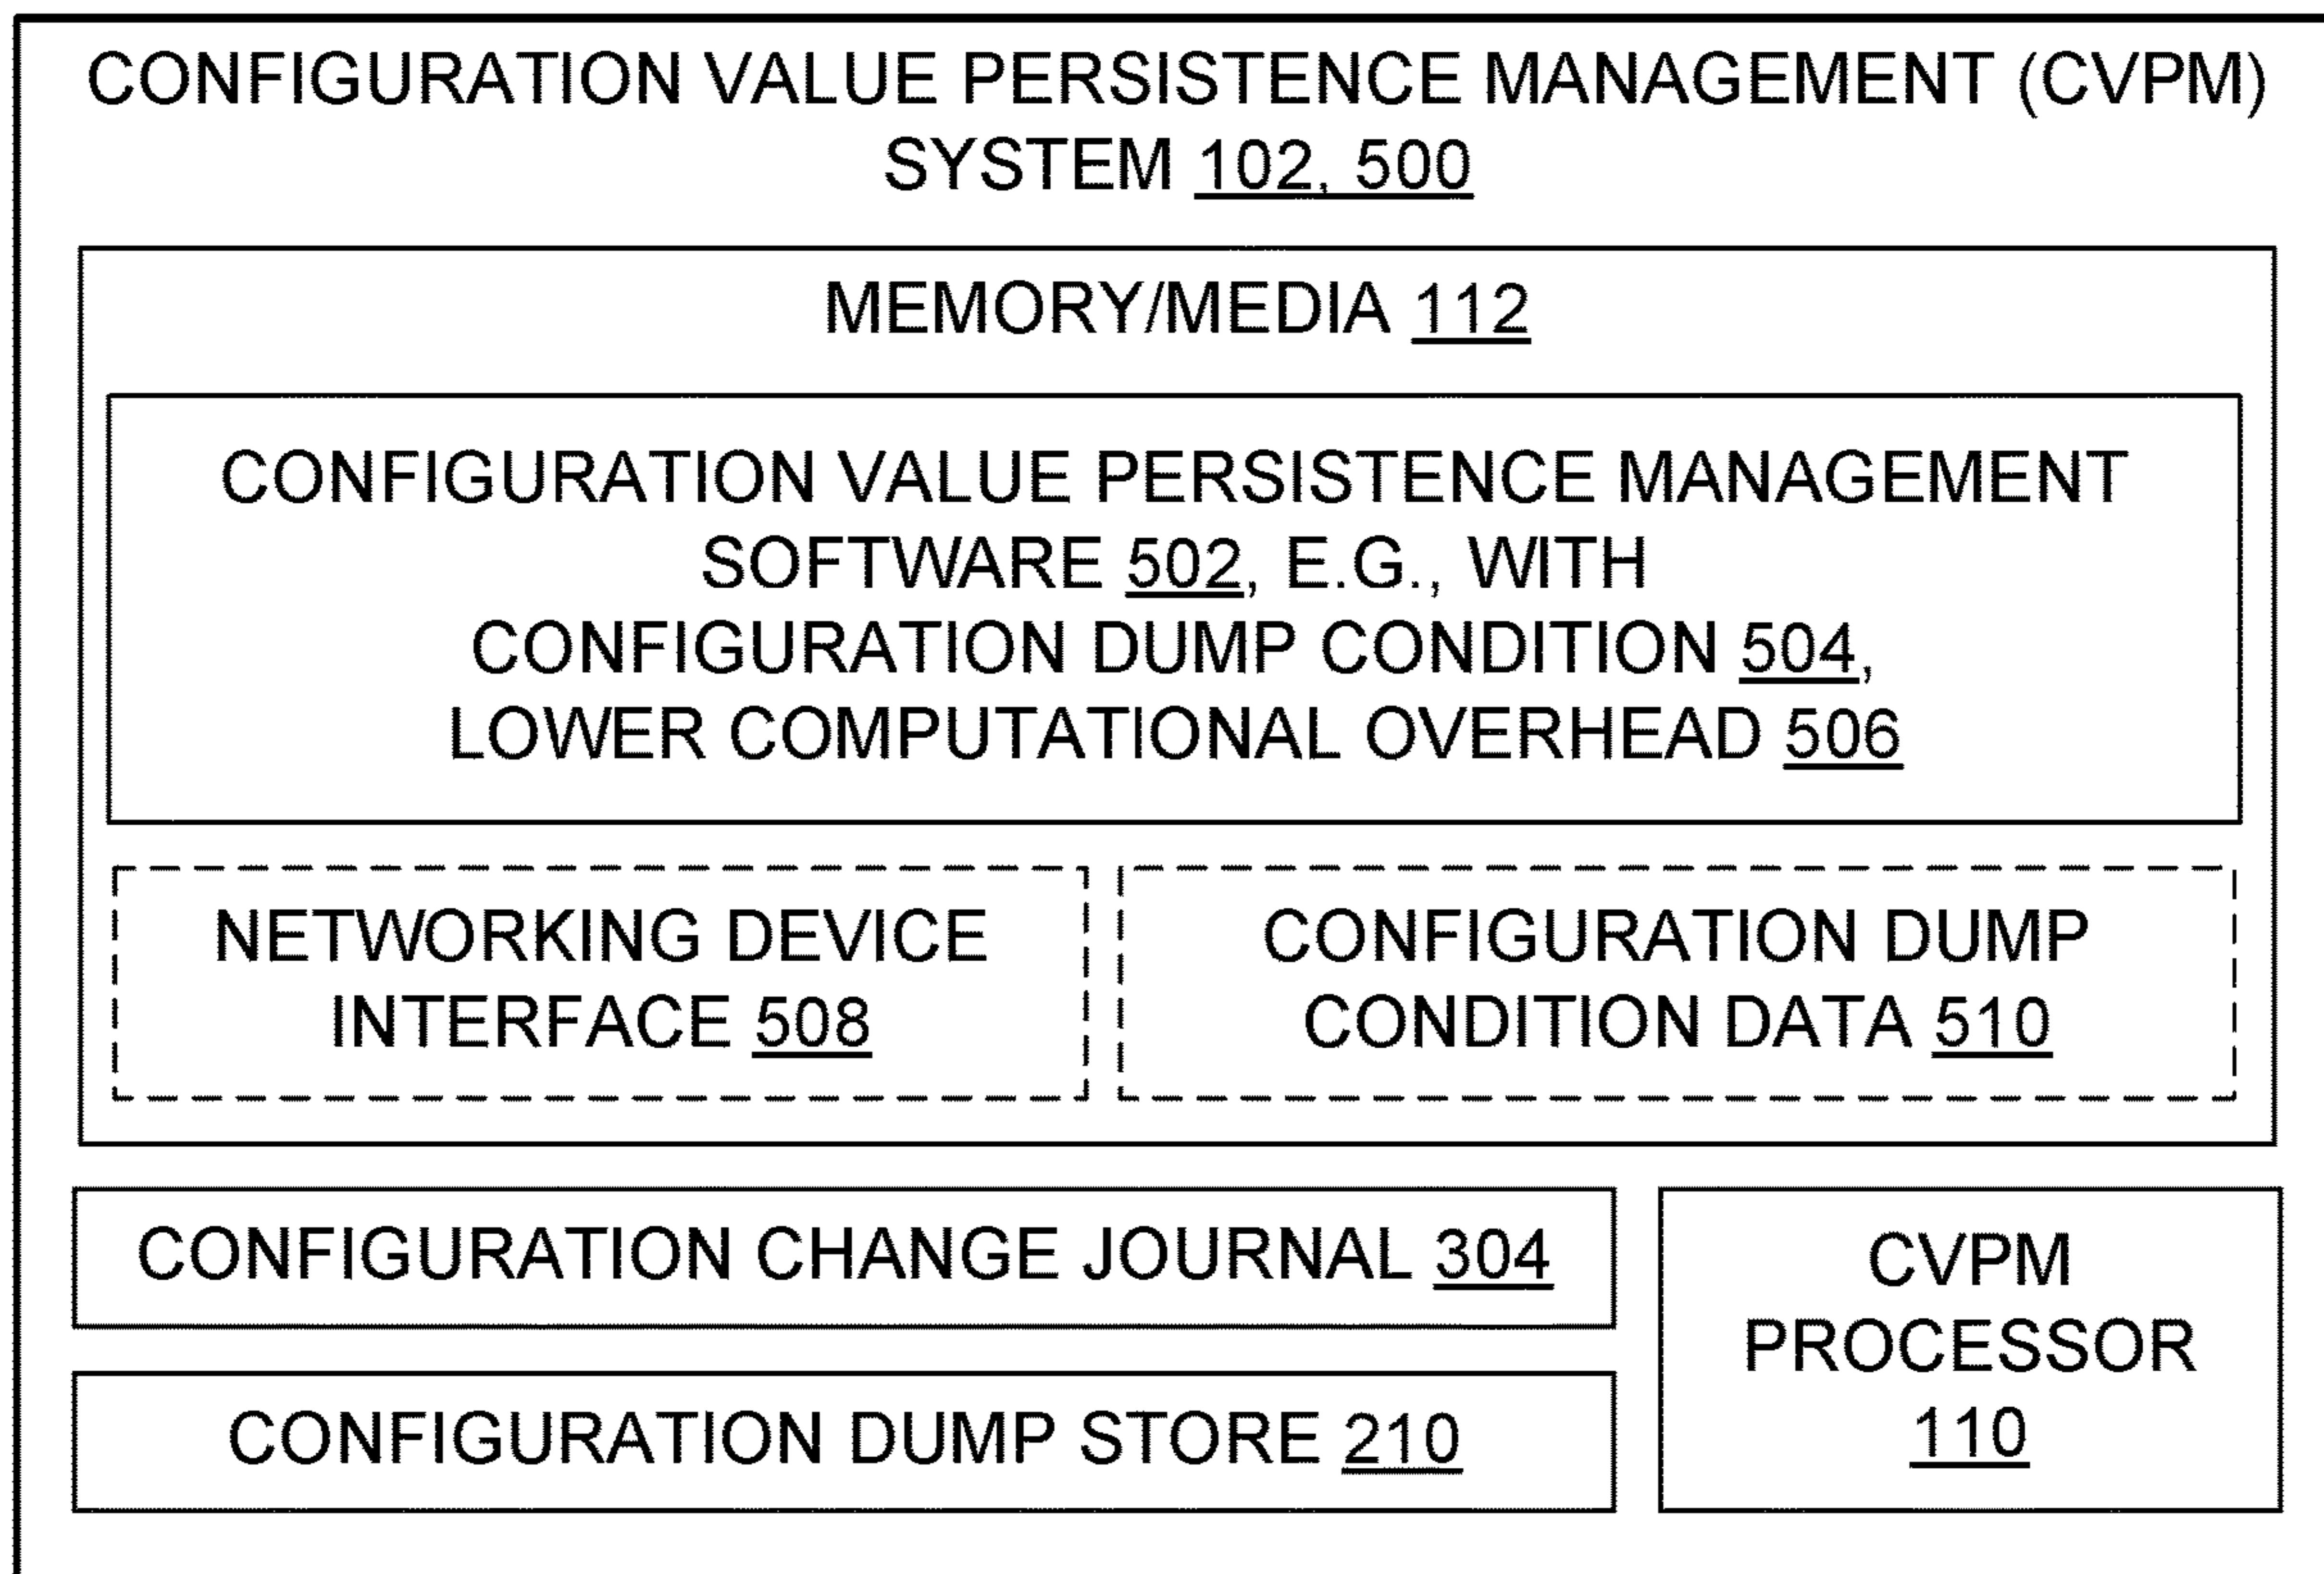 CONFIGURATION VALUE PERSISTENCE MANAGEMENT (CVPM)
SYSTEM 102, 500
MEMORY/MEDIA 112
CONFIGURATION VALUE PERSISTENCE MANAGEMENT
SOFTWARE 502, E.G., WITH
CONFIGURATION DUMP CONDITION 504,
LOWER COMPUTATIONAL OVERHEAD 506
NETWORKING DEVICE
INTERFACE 508
CONFIGURATION DUMP
CONDITION DATA 510
CONFIGURATION CHANGE JOURNAL 304
CONFIGURATION DUMP STORE 210
CVPM
PROCESSOR
110